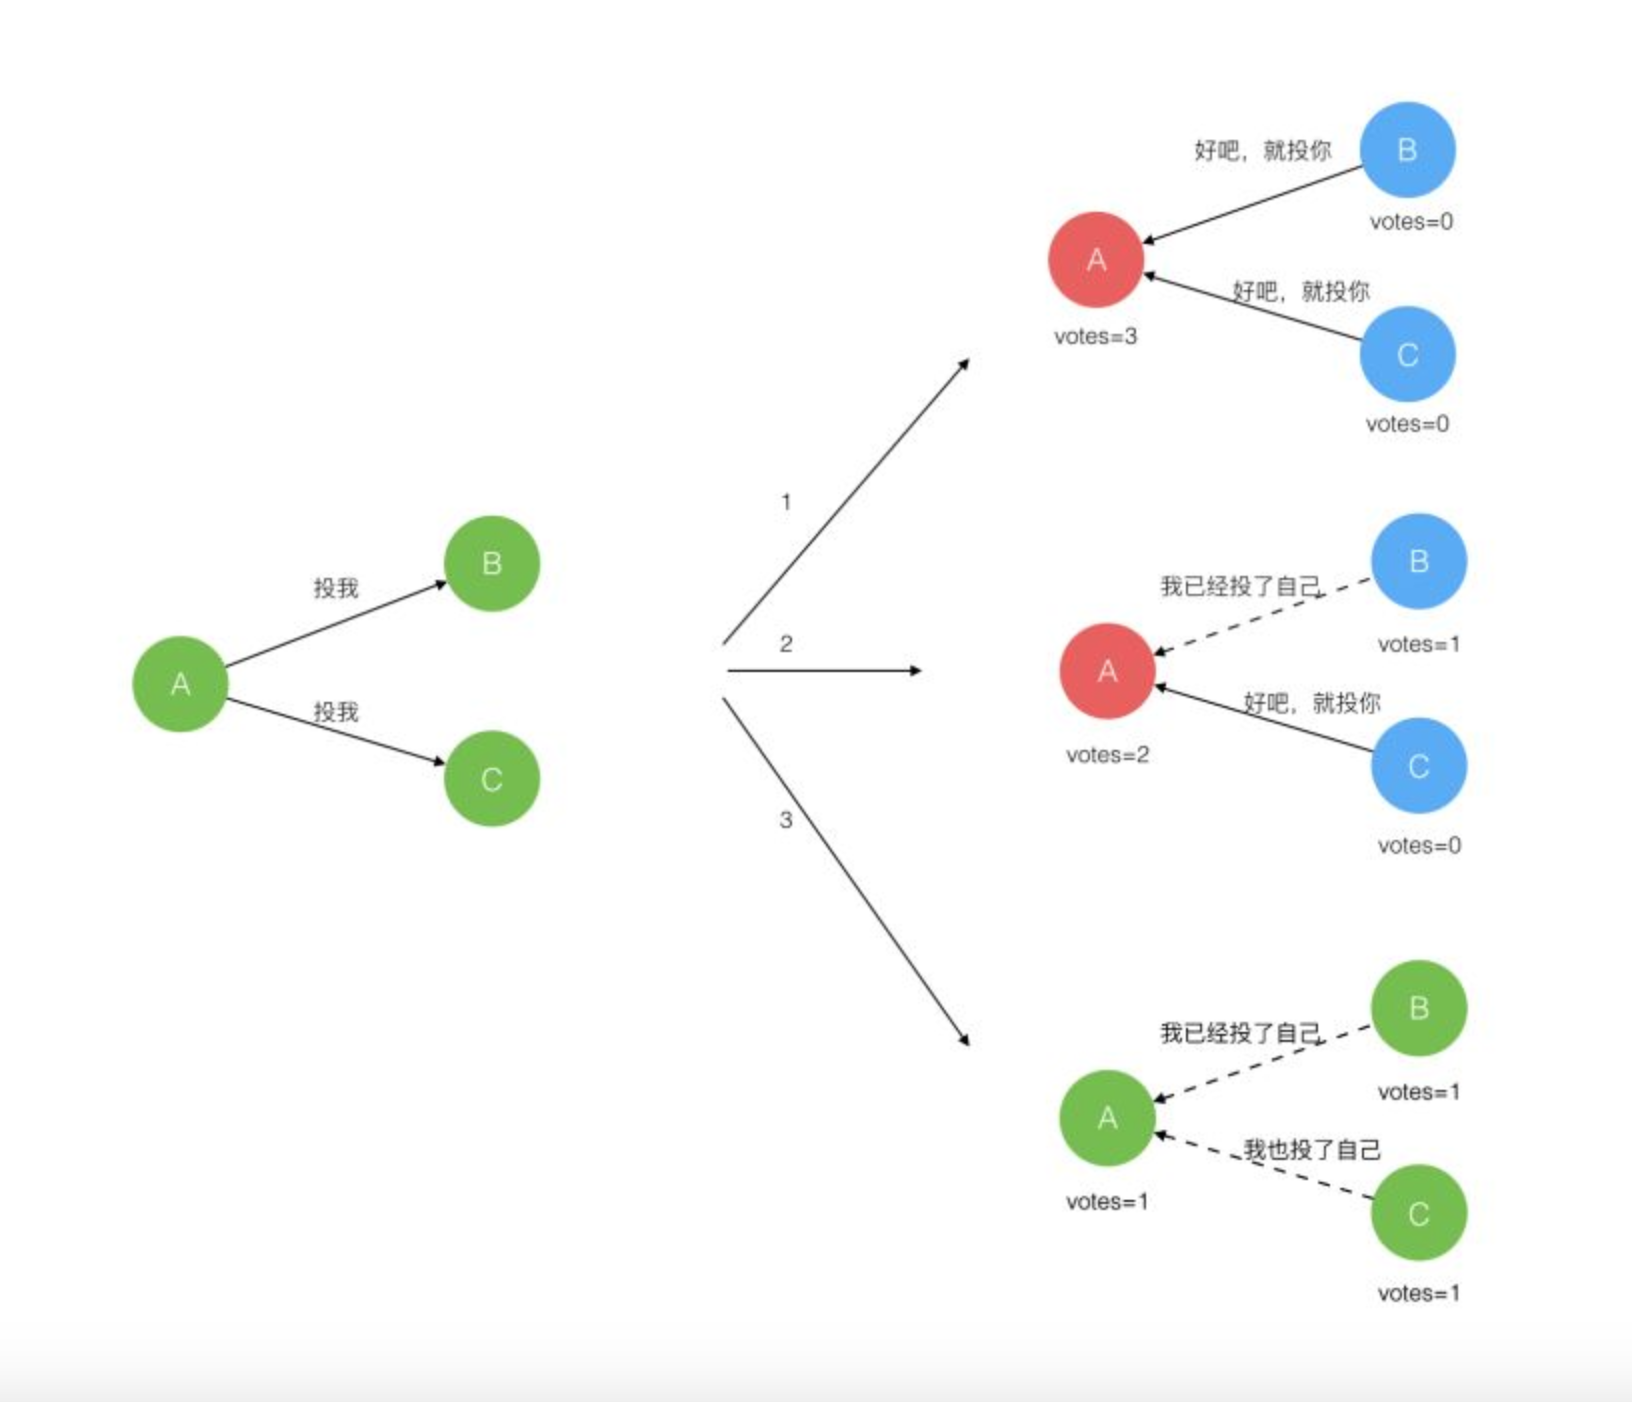 A
投我
投我
B
C
1
2
3
好吧，就投你
B
votes=0
A
votes=3
好吧，就投你
C
votes=0
我已经投了自己
B
votes=1
A
votes=2
好吧，就投你
C
votes=0
我已经投了自己
B
votes=1
A
votes=1
我也投了自己
C
votes=1